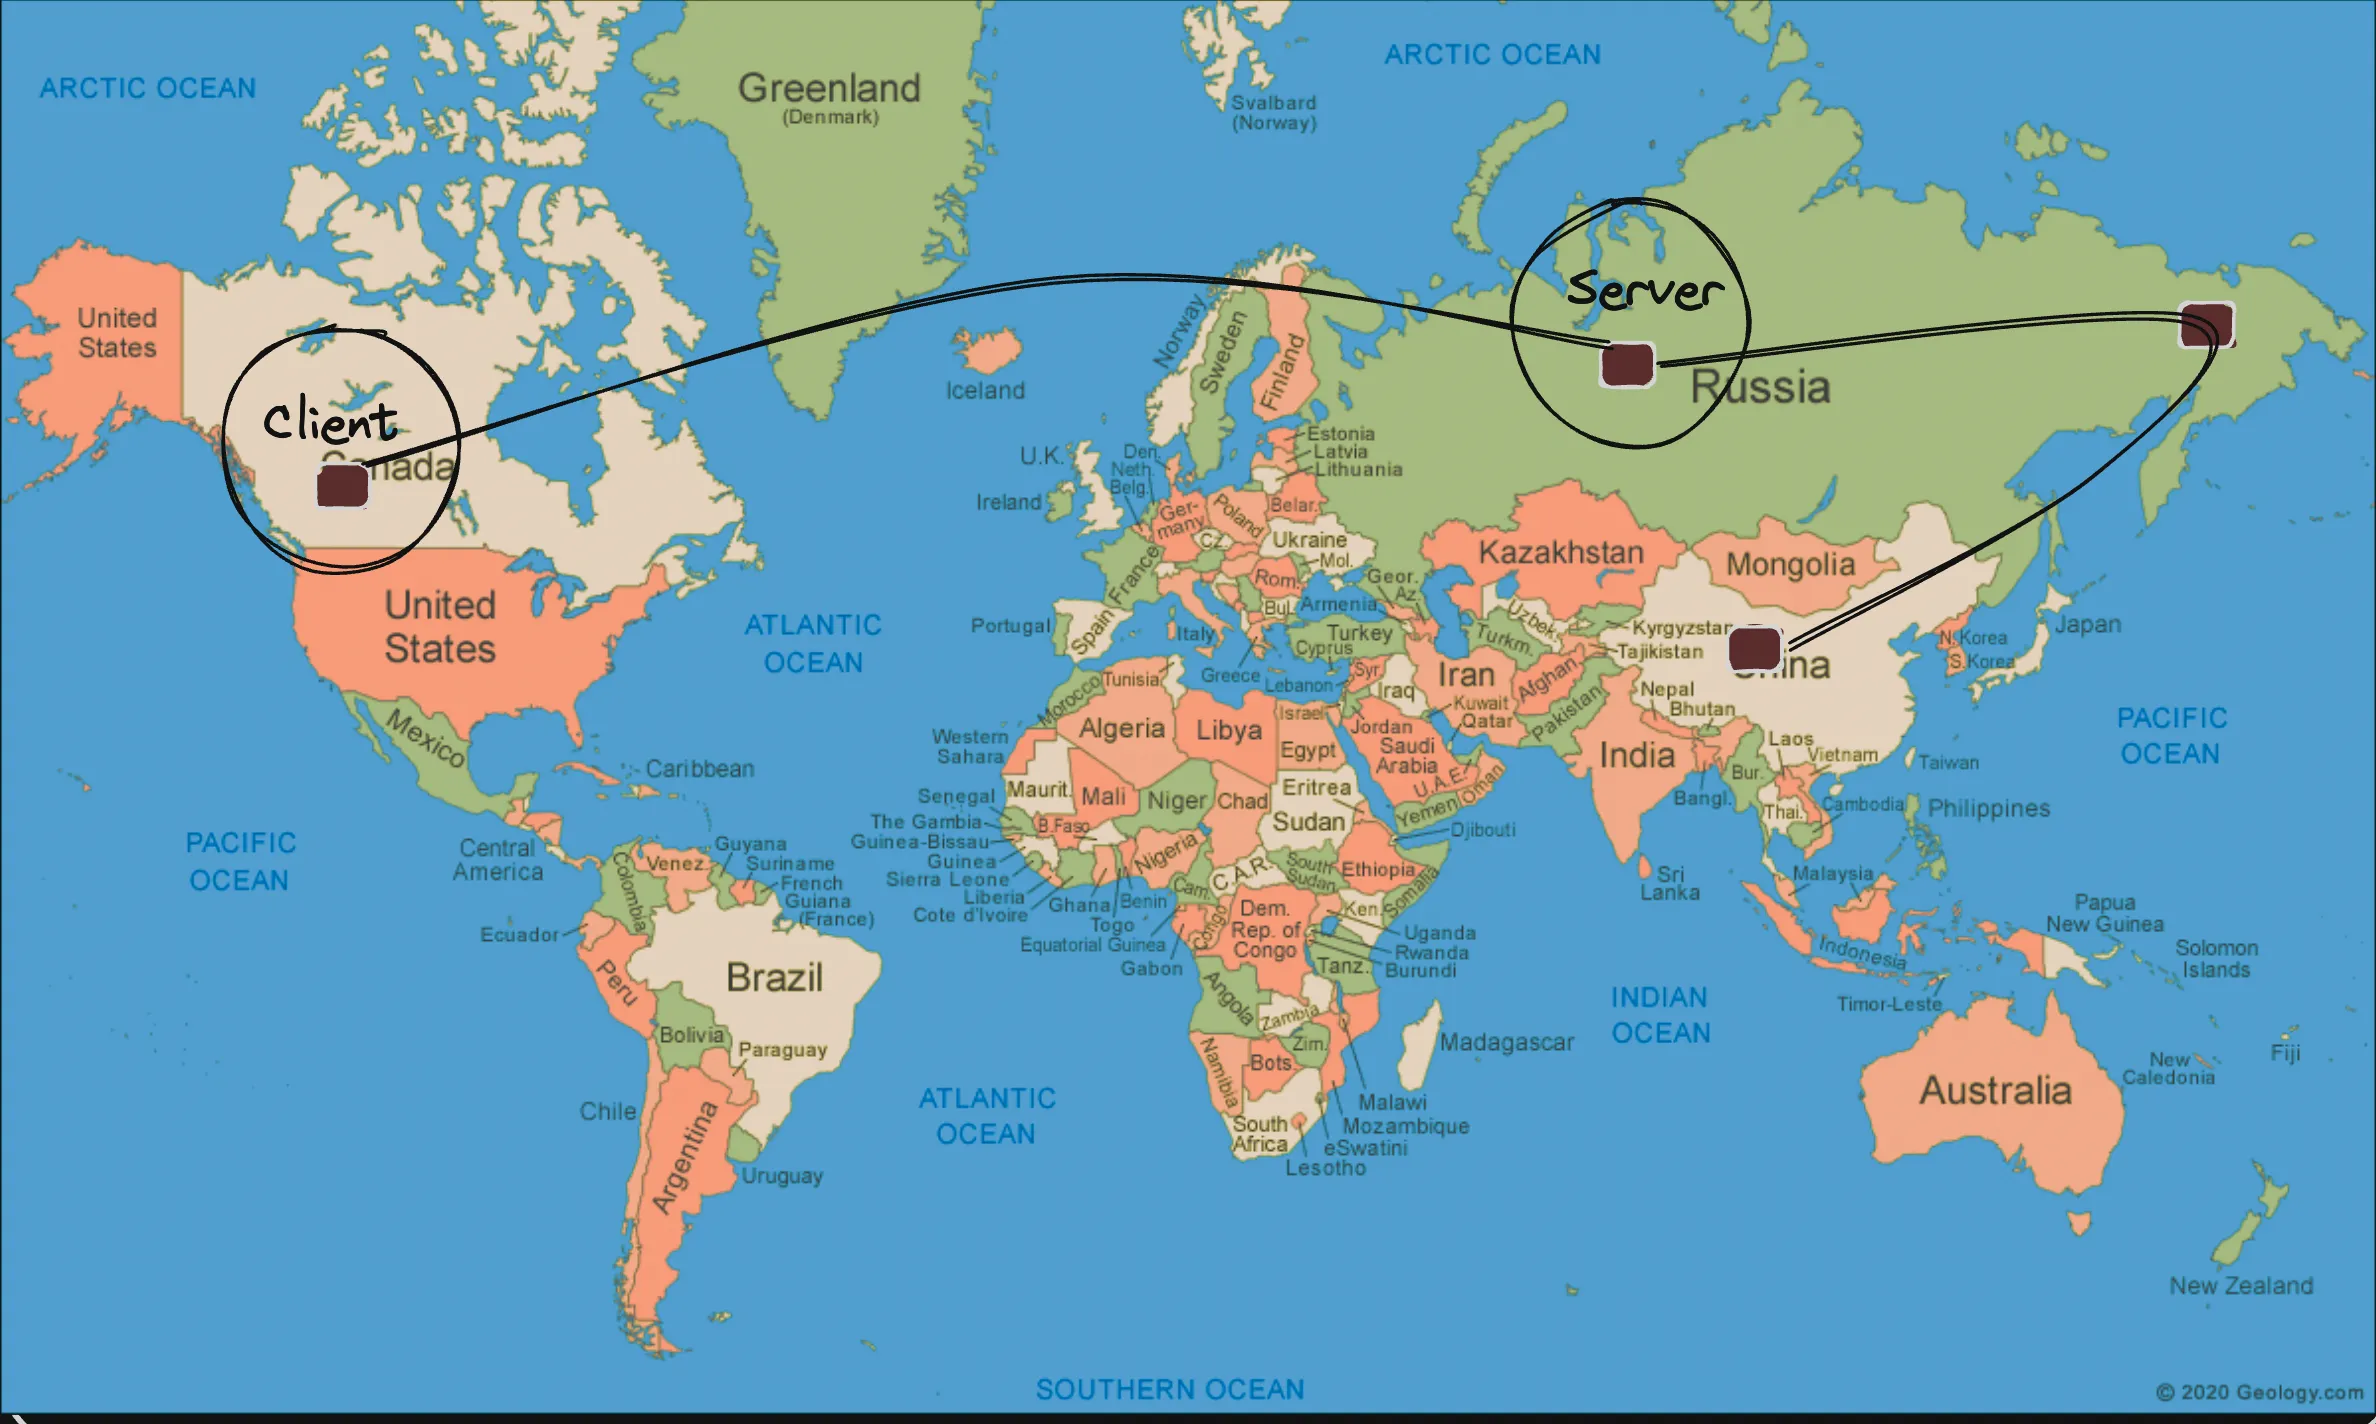 ARCTIC OCEAN
ARCTIC OCEAN
Greenland
(Denmark)
Svalbard
(Norway)
Server
United
States
Client
Canada
Iceland
Norway
Sweden
Finland
Russia
Estonia
Latvia
Lithuania
U.K.
Ireland
Den.
Neth.
Belg.
Ger-
many
Poland
Belar.
Cz.
Ukraine
Mol.
France
Rom.
Bul.
Geor.
Az.
Armenia
Kazakhstan
Mongolia
Uzbek.
Turkm.
Kyrgyzstan
Tajikistan
China
N. Korea
S. Korea
Japan
United
States
ATLANTIC
OCEAN
Portugal
Spain
Italy
Greece
Turkey
Cyprus
Lebanon
Syr.
Israel
Iraq
Iran
Jordan
Kuwait
Qatar
Afghan.
Pakistan
Nepal
Bhutan
India
Saudi
Arabia
U.A.E.
Oman
Yemen
Bangl.
Bur.
Laos
Vietnam
Thai.
Cambodia
Taiwan
Philippines
PACIFIC
OCEAN
Mexico
Caribbean
Central
America
PACIFIC
OCEAN
Morocco
Tunisia
Algeria
Libya
Egypt
Western
Sahara
Maurit.
Mali
Niger
Chad
Eritrea
Sudan
Senegal
The Gambia
Guinea-Bissau
Guinea
Sierra Leone
Liberia
Cote d'Ivoire
B.Faso
Ghana
Togo
Benin
Nigeria
Cam.
C.A.R.
South
Sudan
Ethiopia
Djibouti
Somalia
Equatorial Guinea
Gabon
Congo
Dem.
Rep. of
Congo
Ken.
Uganda
Rwanda
Burundi
Tanz.
Angola
Zambia
Zim.
Namibia
Bots.
South
Africa
Malawi
Mozambique
eSwatini
Lesotho
Madagascar
Guyana
Suriname
French
Guiana
(France)
Venez.
Colombia
Ecuador
Peru
Brazil
Bolivia
Paraguay
Chile
Argentina
Uruguay
ATLANTIC
OCEAN
INDIAN
OCEAN
Sri
Lanka
Malaysia
Indonesia
Timor-Leste
Papua
New Guinea
Solomon
Islands
Australia
New
Caledonia
Fiji
New Zealand
SOUTHERN OCEAN
© 2020 Geology.com